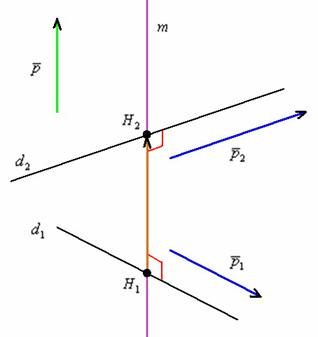 m
p̅
H₂
d₂
p̅₂
d₁
p̅₁
H₁